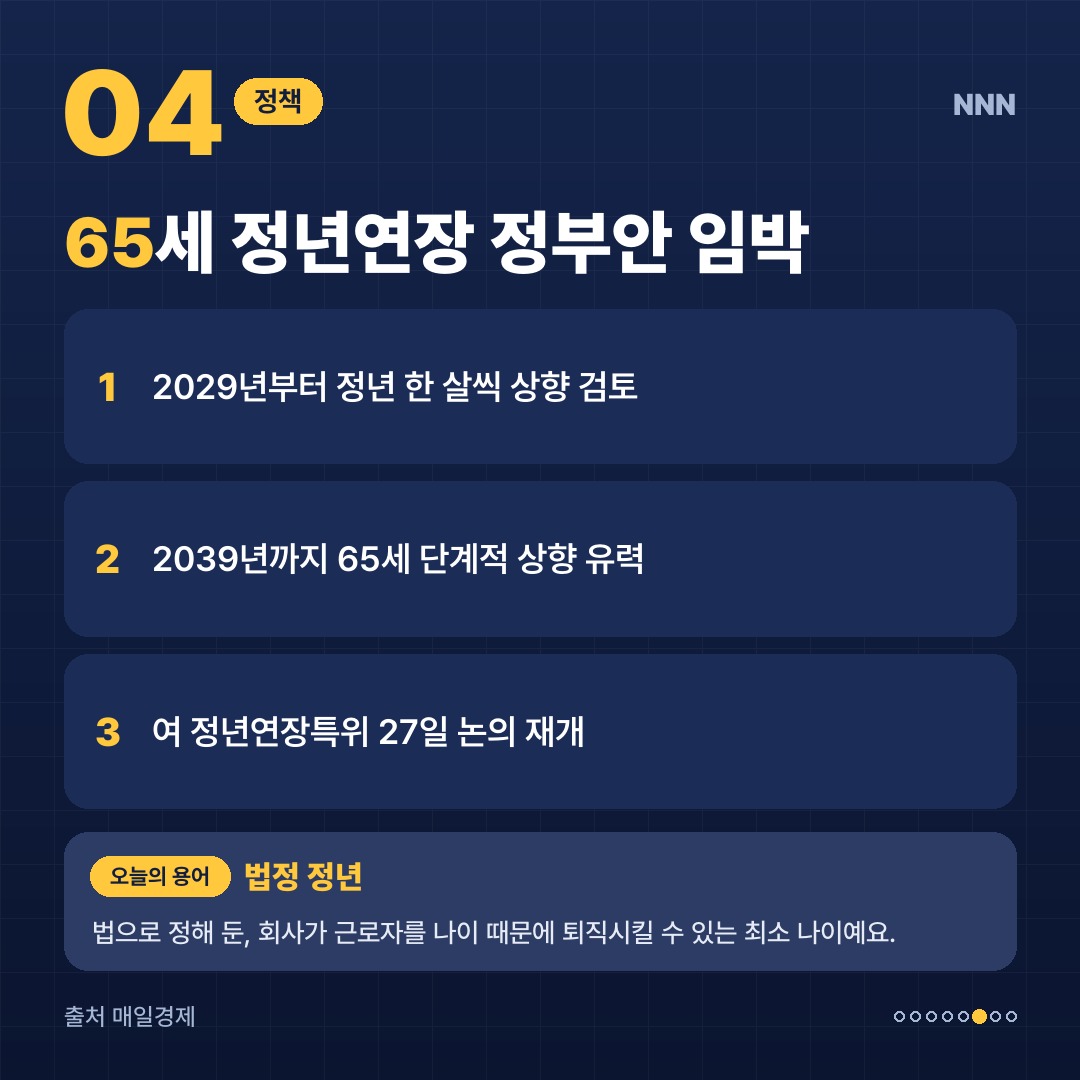 04 정책
NNN
65세 정년연장 정부안 임박
1 2029년부터 정년 한 살씩 상향 검토
2 2039년까지 65세 단계적 상향 유력
3 여 정년연장특위 27일 논의 재개
오늘의 용어 법정 정년
법으로 정해 둔, 회사가 근로자를 나이 때문에 퇴직시킬 수 있는 최소 나이예요.
출처 매일경제